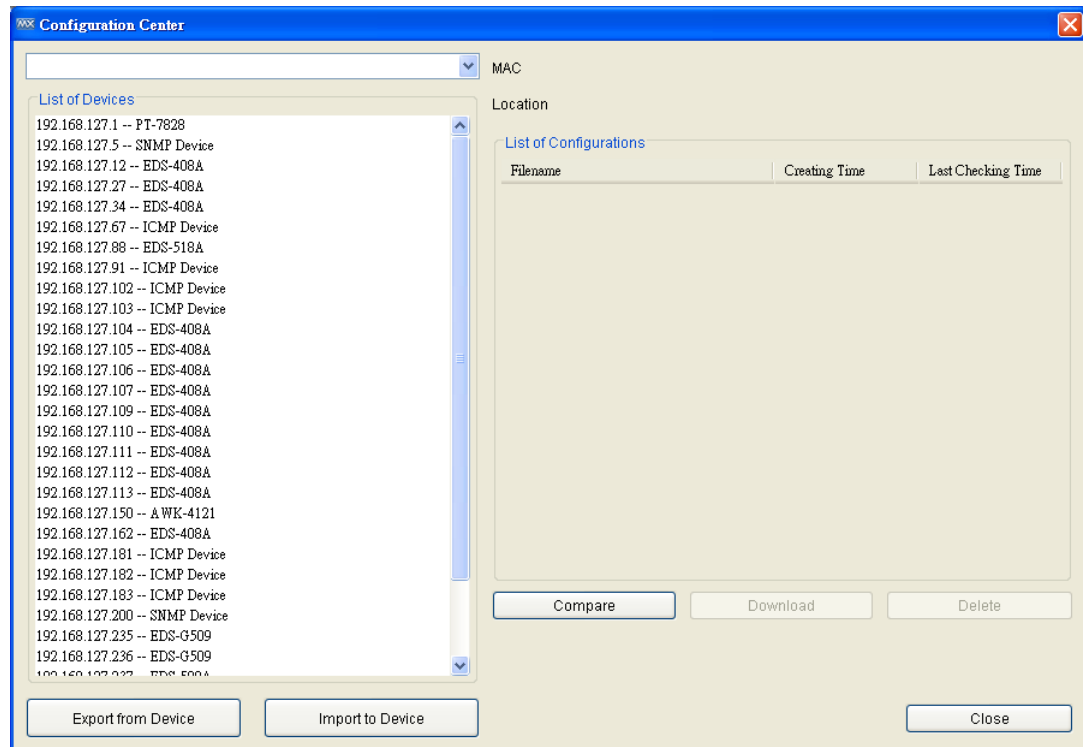 Configuration Center
MAC
List of Devices
Location
192.168.127.1 -- PT-7828
192.168.127.5 -- SNMP Device
192.168.127.12 -- EDS-408A
192.168.127.27 -- EDS-408A
192.168.127.34 -- EDS-408A
192.168.127.67 -- ICMP Device
192.168.127.88 -- EDS-518A
192.168.127.91 -- ICMP Device
192.168.127.102 -- ICMP Device
192.168.127.103 -- ICMP Device
192.168.127.104 -- EDS-408A
192.168.127.105 -- EDS-408A
192.168.127.106 -- EDS-408A
192.168.127.107 -- EDS-408A
192.168.127.109 -- EDS-408A
192.168.127.110 -- EDS-408A
192.168.127.111 -- EDS-408A
192.168.127.112 -- EDS-408A
192.168.127.113 -- EDS-408A
192.168.127.150 -- AWK-4121
192.168.127.162 -- EDS-408A
192.168.127.181 -- ICMP Device
192.168.127.182 -- ICMP Device
192.168.127.183 -- ICMP Device
192.168.127.200 -- SNMP Device
192.168.127.235 -- EDS-G509
192.168.127.236 -- EDS-G509
List of Configurations
Filename Creating Time Last Checking Time
Compare Download Delete
Export from Device Import to Device Close